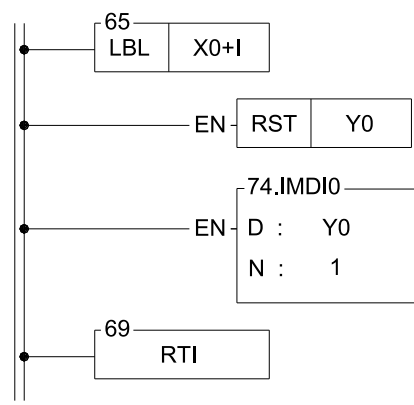 65
LBL X0+I
EN RST Y0
74.IMDI0
EN D : Y0
N : 1
69
RTI